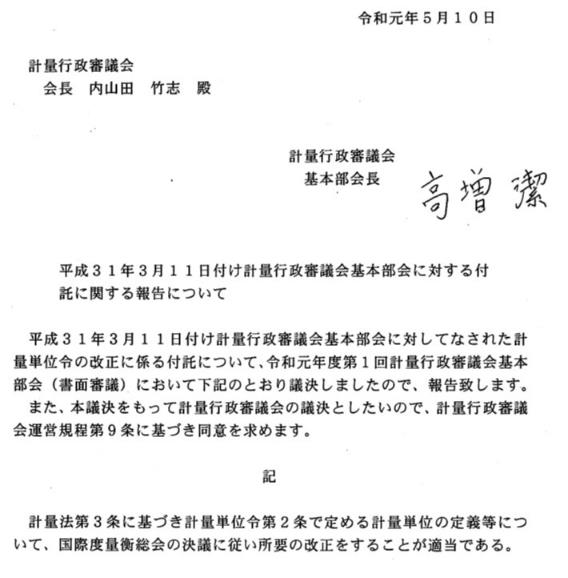 令和元年５月１０日
計量行政審議会
会長　内山田　竹志　殿
計量行政審議会
基本部会長　高増　潔
平成３１年３月１１日付け計量行政審議会基本部会に対する付
託に関する報告について
平成３１年３月１１日付け計量行政審議会基本部会に対してなされた計
量単位令の改正に係る付託について、令和元年度第１回計量行政審議会基本
部会（書面審議）において下記のとおり議決しましたので、報告致します。
また、本議決をもって計量行政審議会の議決としたいので、計量行政審議
会運営規程第９条に基づき同意を求めます。
記
計量法第３条に基づき計量単位令第２条で定める計量単位の定義等につ
いて、国際度量衡総会の決議に従い所要の改正をすることが適当である。